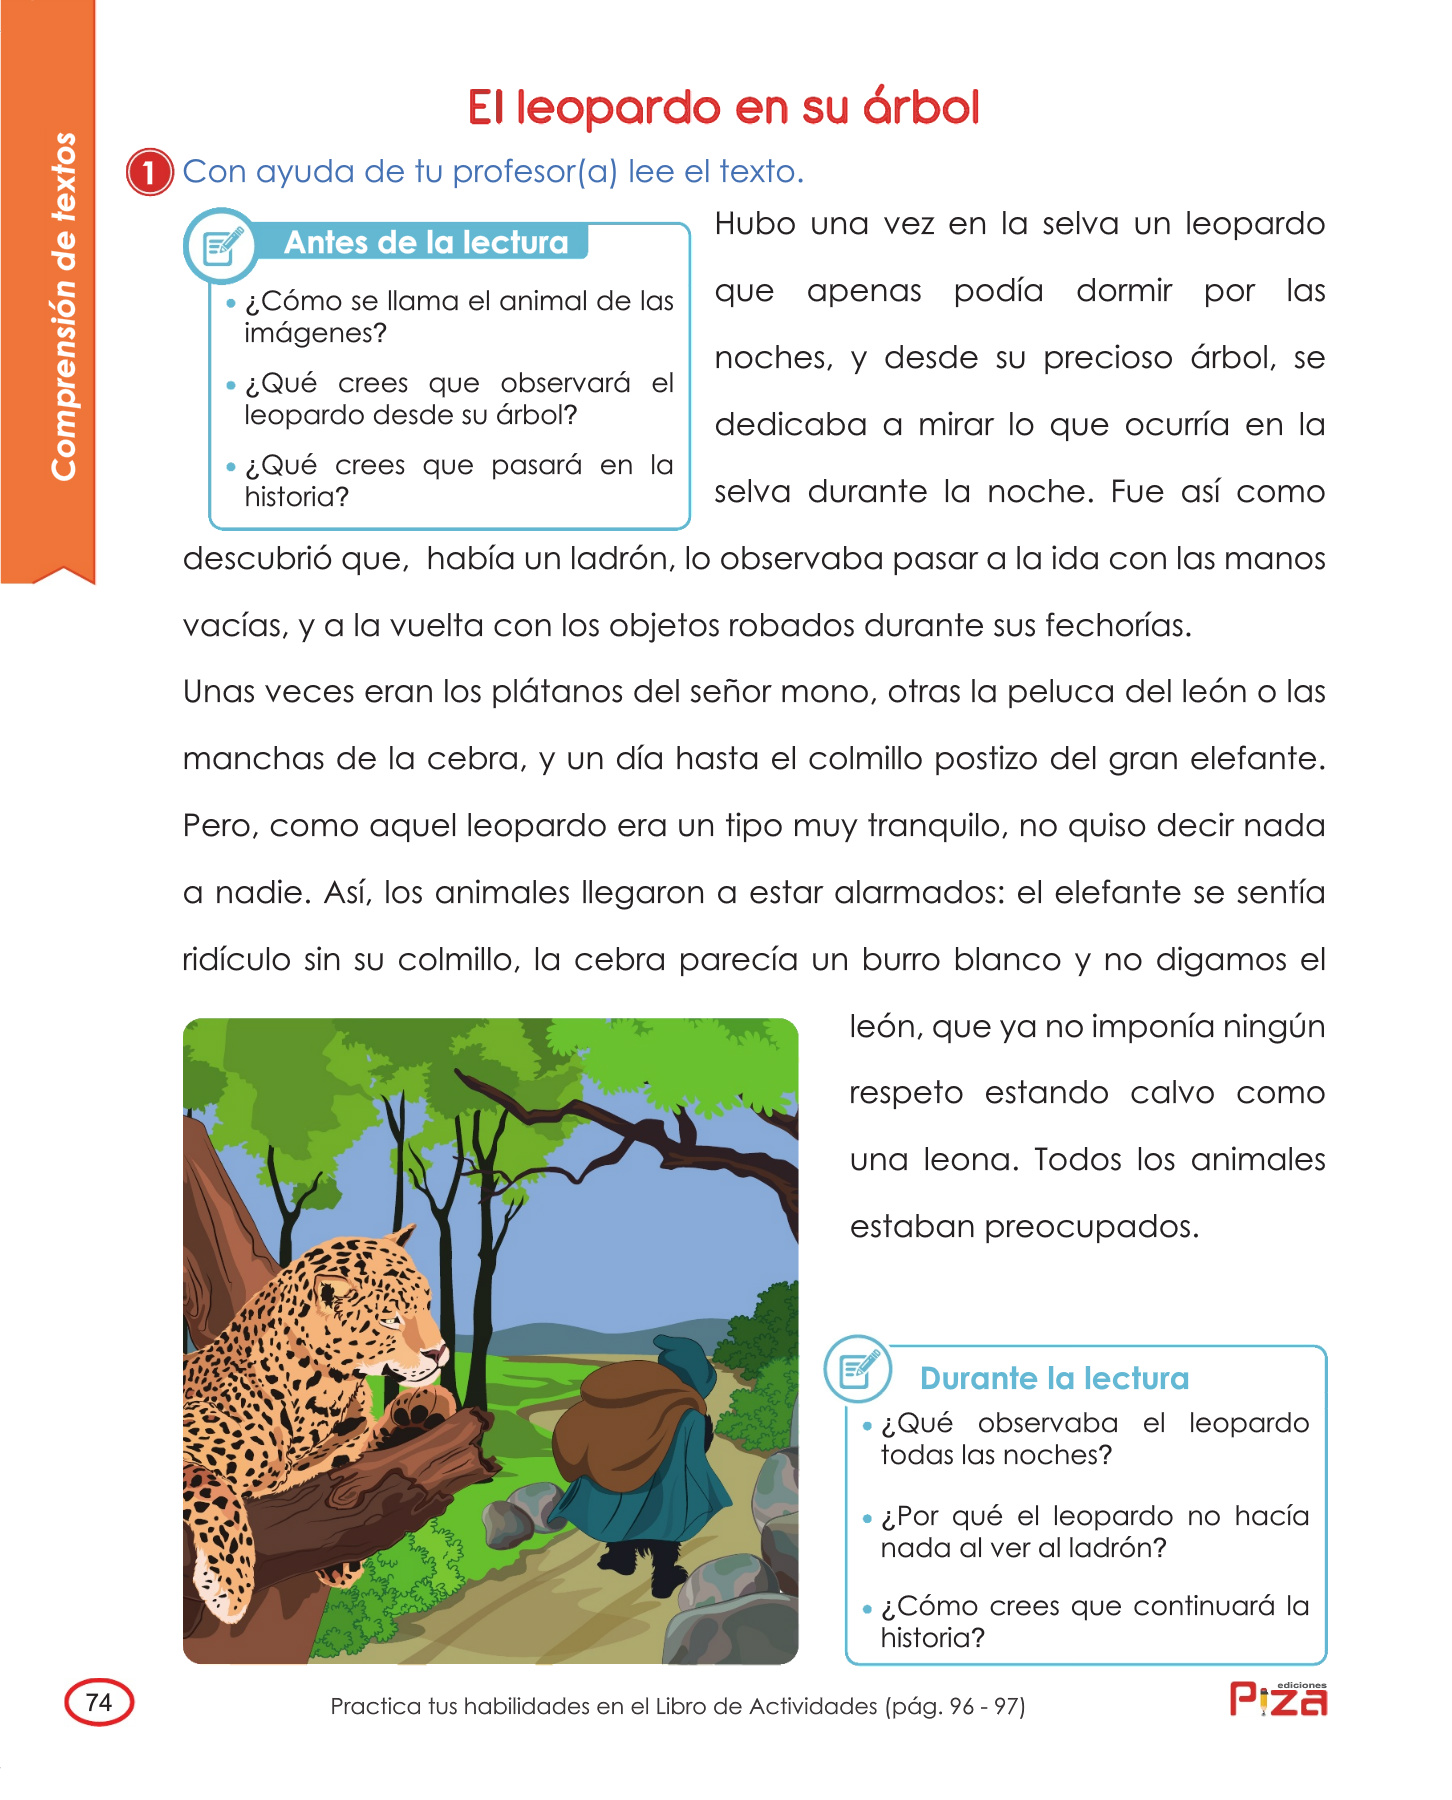 Comprensión de textos
El leopardo en su árbol
1 Con ayuda de tu profesor(a) lee el texto.
Antes de la lectura
• ¿Cómo se llama el animal de las
imágenes?
• ¿Qué crees que observará el
leopardo desde su árbol?
• ¿Qué crees que pasará en la
historia?
Hubo una vez en la selva un leopardo
que apenas podía dormir por las
noches, y desde su precioso árbol, se
dedicaba a mirar lo que ocurría en la
selva durante la noche. Fue así como
descubrió que, había un ladrón, lo observaba pasar a la ida con las manos
vacías, y a la vuelta con los objetos robados durante sus fechorías.
Unas veces eran los plátanos del señor mono, otras la peluca del león o las
manchas de la cebra, y un día hasta el colmillo postizo del gran elefante.
Pero, como aquel leopardo era un tipo muy tranquilo, no quiso decir nada
a nadie. Así, los animales llegaron a estar alarmados: el elefante se sentía
ridículo sin su colmillo, la cebra parecía un burro blanco y no digamos el
león, que ya no imponía ningún
respeto estando calvo como
una leona. Todos los animales
estaban preocupados.
Durante la lectura
• ¿Qué observaba el leopardo
todas las noches?
• ¿Por qué el leopardo no hacía
nada al ver al ladrón?
• ¿Cómo crees que continuará la
historia?
74
Practica tus habilidades en el Libro de Actividades (pág. 96 - 97)
ediciones
Piza